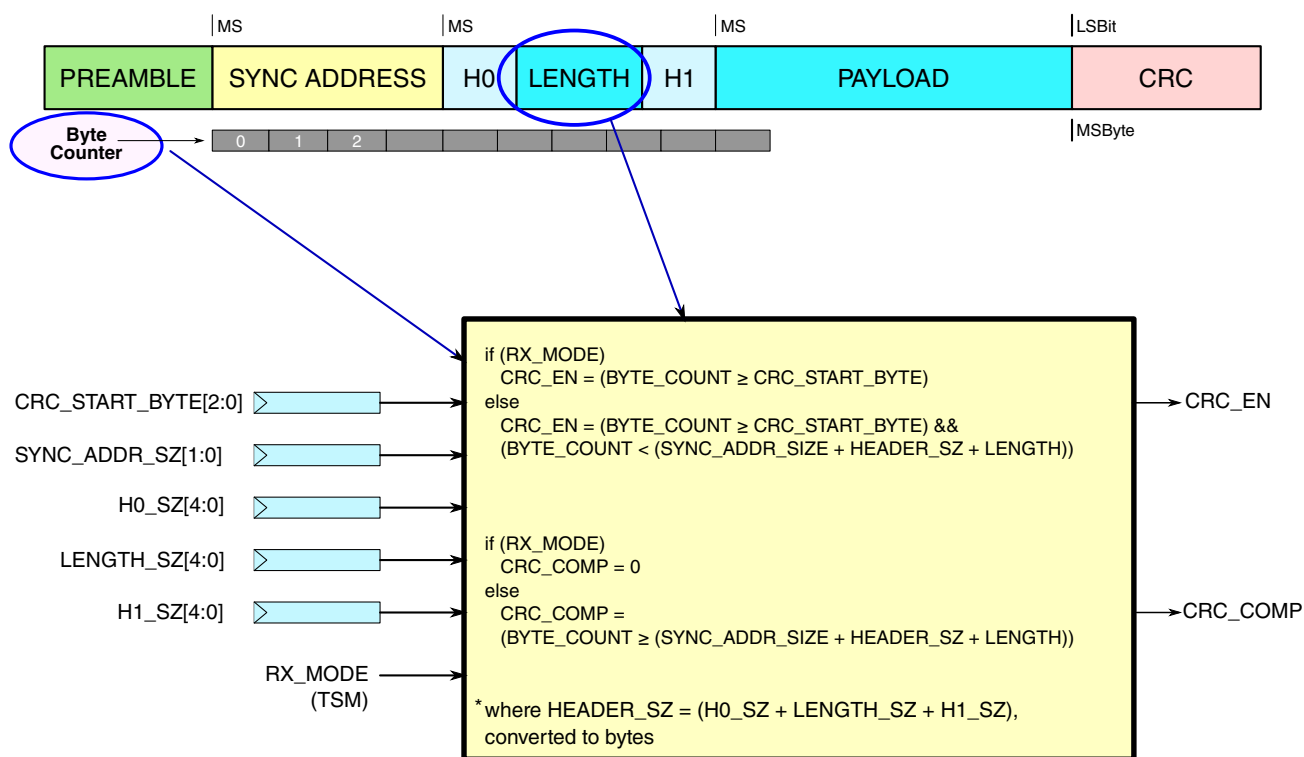 MS
MS
MS
LSBit
PREAMBLE
SYNC ADDRESS
H0
LENGTH
H1
PAYLOAD
CRC
MSByte
Byte
Counter
0
1
2
if (RX_MODE)
CRC_EN = (BYTE_COUNT ≥ CRC_START_BYTE)
else
CRC_EN = (BYTE_COUNT ≥ CRC_START_BYTE) &&
(BYTE_COUNT < (SYNC_ADDR_SIZE + HEADER_SZ + LENGTH))
if (RX_MODE)
CRC_COMP = 0
else
CRC_COMP =
(BYTE_COUNT ≥ (SYNC_ADDR_SIZE + HEADER_SZ + LENGTH))
*where HEADER_SZ = (H0_SZ + LENGTH_SZ + H1_SZ),
converted to bytes
CRC_START_BYTE[2:0]
SYNC_ADDR_SZ[1:0]
H0_SZ[4:0]
LENGTH_SZ[4:0]
H1_SZ[4:0]
RX_MODE
(TSM)
CRC_EN
CRC_COMP